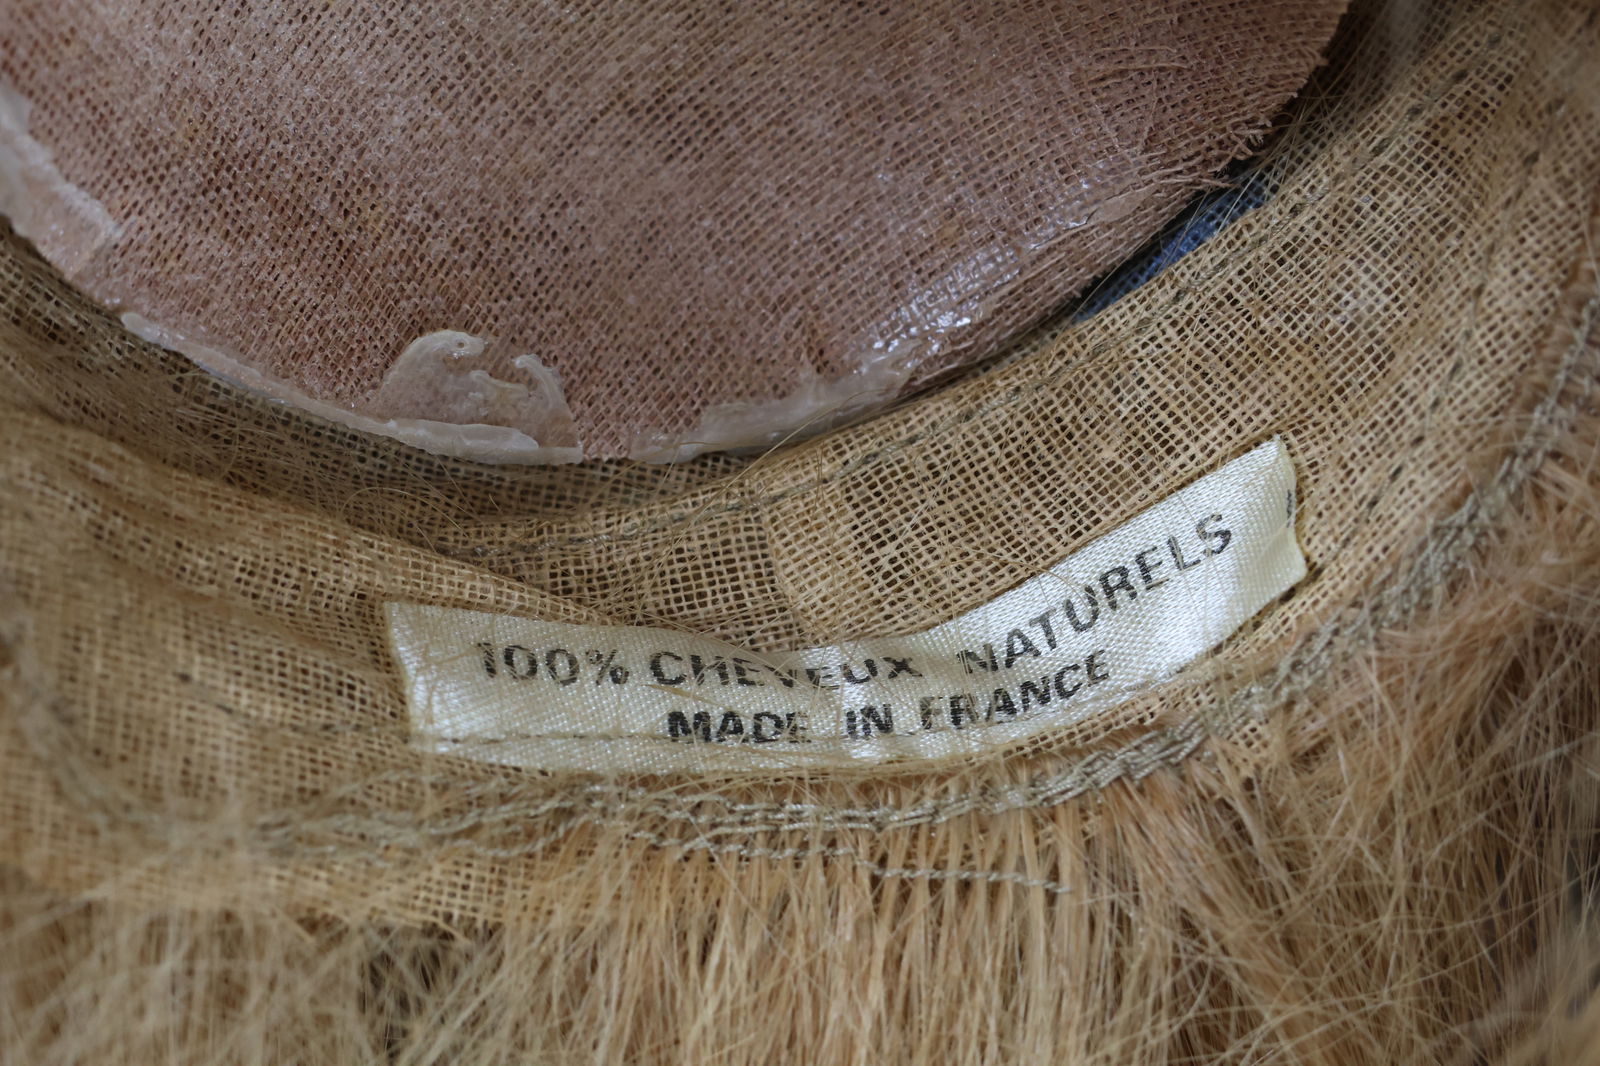 100% CHEVEUX NATURELS
MADE IN FRANCE